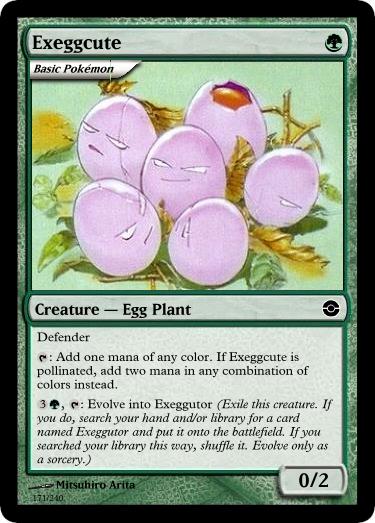 Exeggcute
Basic Pokémon
Creature — Egg Plant
Defender
: Add one mana of any color. If Exeggcute is
pollinated, add two mana in any combination of
colors instead.
3 , : Evolve into Exeggutor (Exile this creature. If
you do, search your hand and/or library for a card
named Exeggutor and put it onto the battlefield. If you
searched your library this way, shuffle it. Evolve only as
a sorcery.)
0/2
Mitsuhiro Arita
171/240